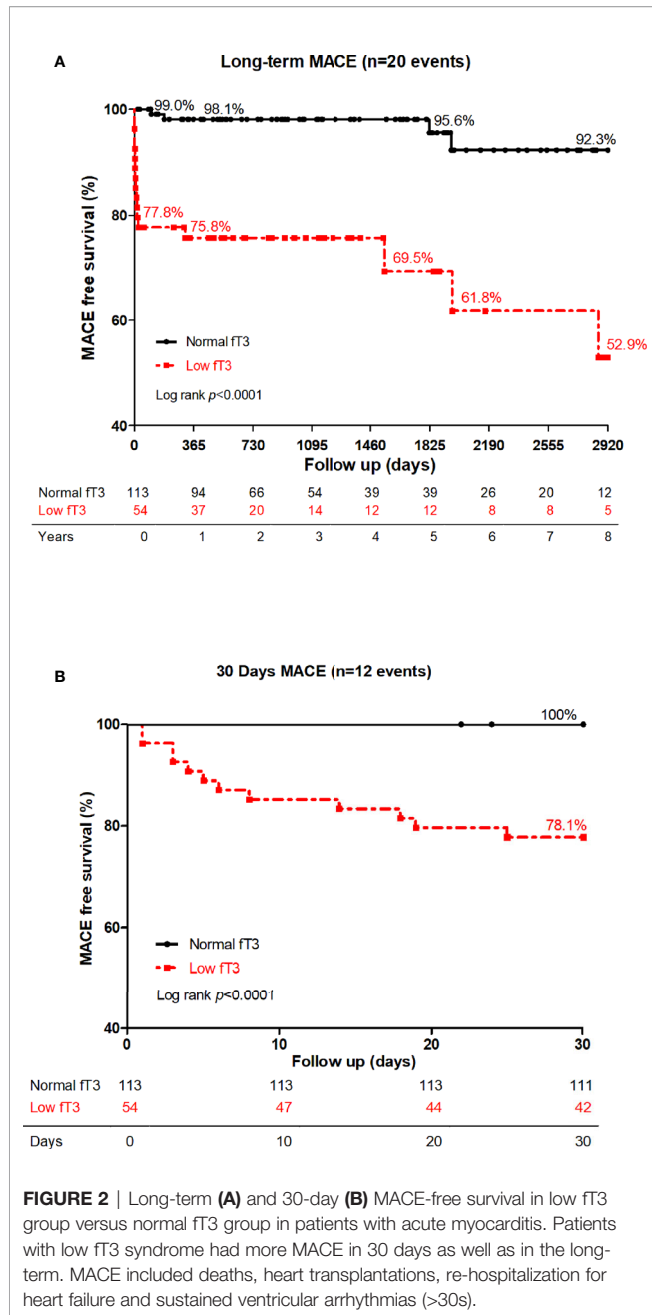 A
Long-term MACE (n=20 events)
MACE free survival (%)
100
80
60
40
99.0%
98.1%
95.6%
92.3%
77.8%
75.8%
69.5%
61.8%
52.9%
Normal fT3
Low fT3
Log rank p<0.0001
0 365 730 1095 1460 1825 2190 2555 2920
Follow up (days)
Normal fT3 113 94 66 54 39 39 26 20 12
Low fT3 54 37 20 14 12 12 8 8 5
Years 0 1 2 3 4 5 6 7 8
B
30 Days MACE (n=12 events)
MACE free survival (%)
100
80
60
40
100%
78.1%
Normal fT3
Low fT3
Log rank p<0.0001
0 10 20 30
Follow up (days)
Normal fT3 113 113 113 111
Low fT3 54 47 44 42
Days 0 10 20 30
FIGURE 2 | Long-term (A) and 30-day (B) MACE-free survival in low fT3
group versus normal fT3 group in patients with acute myocarditis. Patients
with low fT3 syndrome had more MACE in 30 days as well as in the long-
term. MACE included deaths, heart transplantations, re-hospitalization for
heart failure and sustained ventricular arrhythmias (>30s).